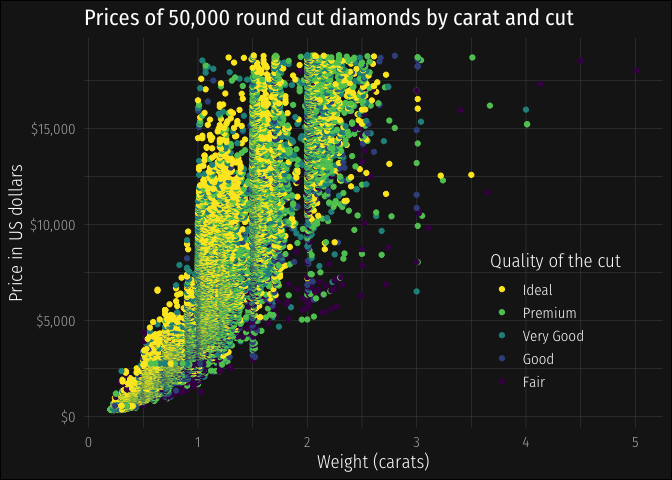 Prices of 50,000 round cut diamonds by carat and cut
Price in US dollars
$15,000
$10,000
$5,000
$0
Quality of the cut
Ideal
Premium
Very Good
Good
Fair
0 1 2 3 4 5
Weight (carats)